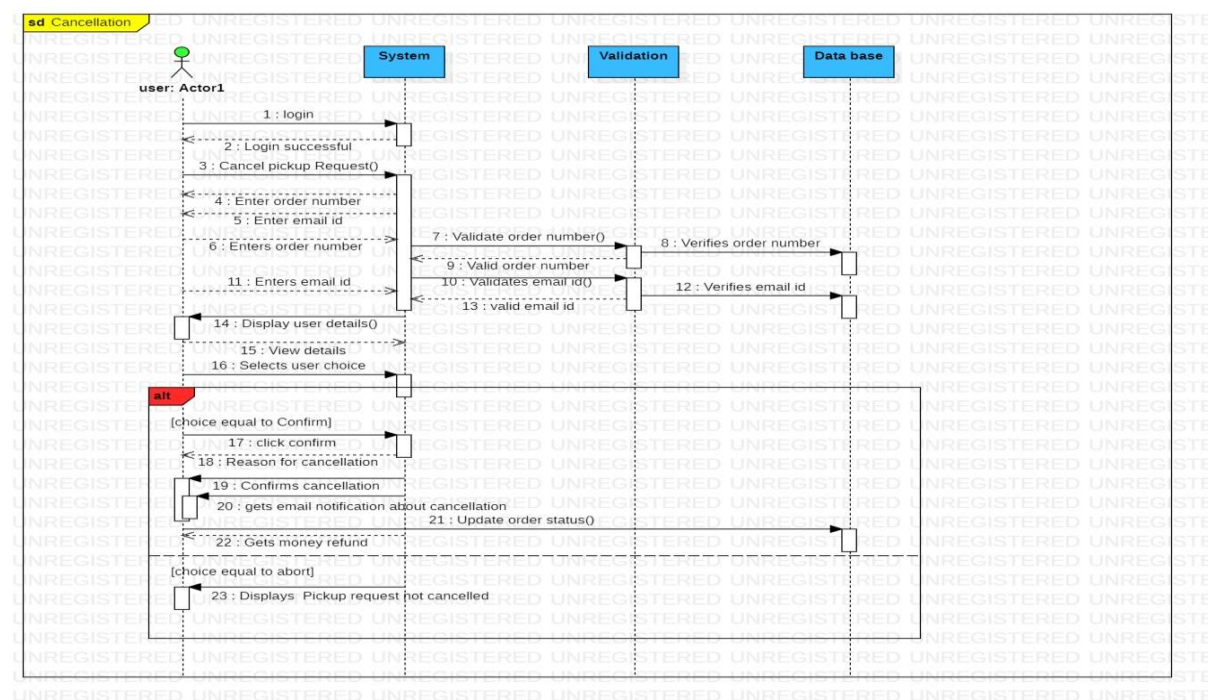 sd Cancellation
System
Validation
Data base
user: Actor1
1 : login
2 : Login successful
3 : Cancel pickup Request()
4 : Enter order number
5 : Enter email id
6 : Enters order number
7 : Validate order number()
8 : Verifies order number
9 : Valid order number
11 : Enters email id
10 : Validates email id()
12 : Verifies email id
13 : valid email id
14 : Display user details()
15 : View details
16 : Selects user choice
alt
[choice equal to Confirm]
17 : click confirm
18 : Reason for cancellation
19 : Confirms cancellation
20 : gets email notification about cancellation
21 : Update order status()
22 : Gets money refund
[choice equal to abort]
23 : Displays Pickup request not cancelled
UNREGISTERED